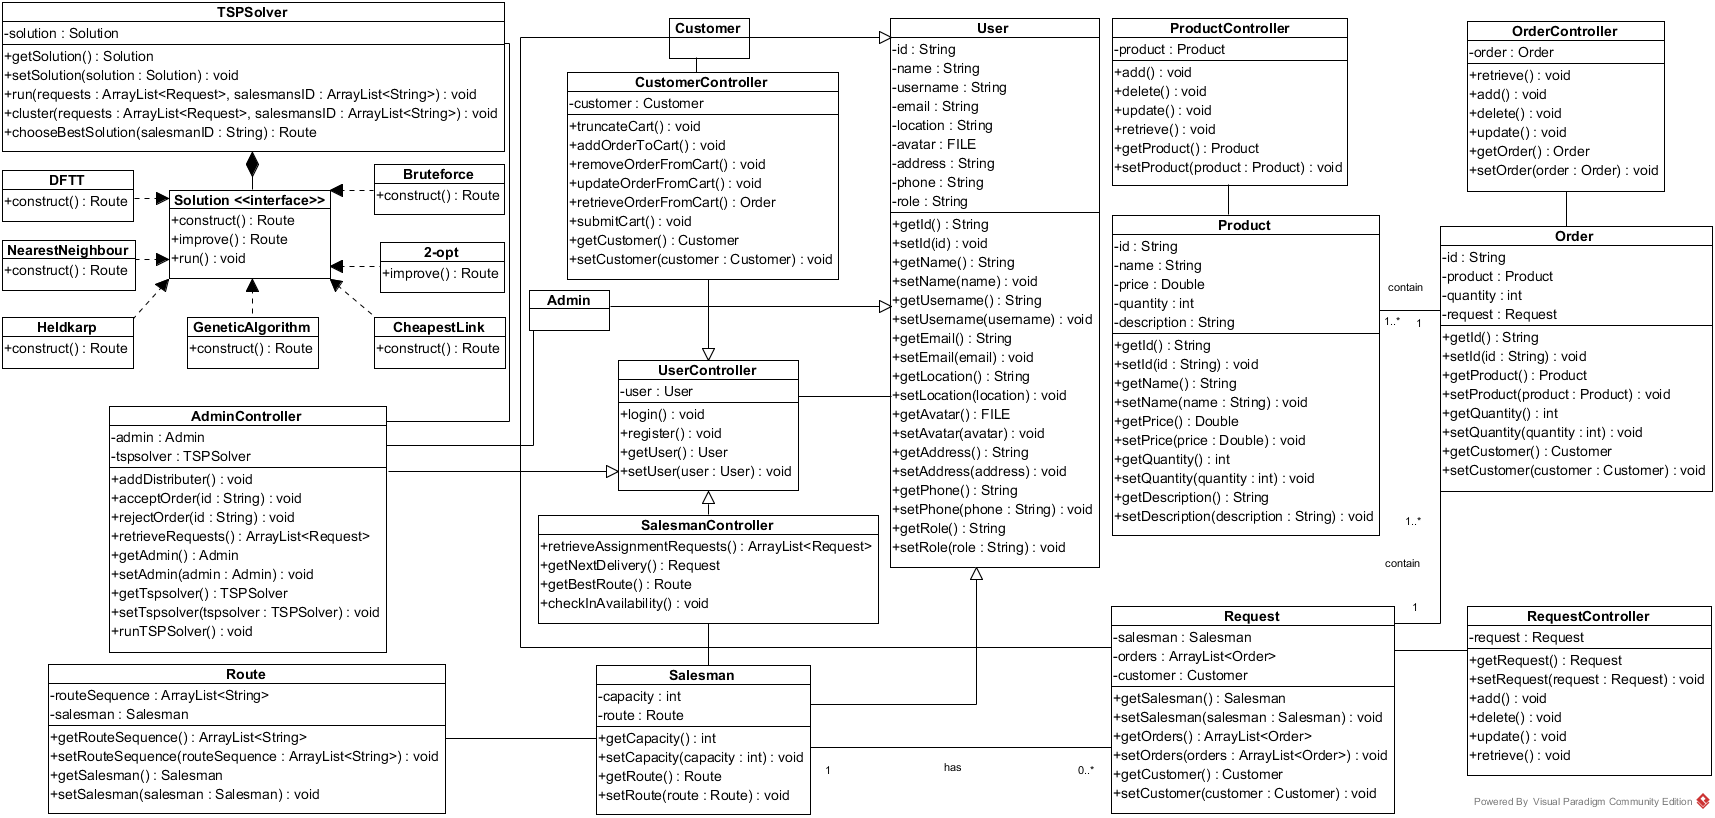 TSPSolver
-solution : Solution
+getSolution() : Solution
+setSolution(solution : Solution) : void
+run(requests : ArrayList<Request>, salesmansID : ArrayList<String>) : void
+cluster(requests : ArrayList<Request>, salesmansID : ArrayList<String>) : void
+chooseBestSolution(salesmanID : String) : Route
DFTT
+construct() : Route
Solution <<interface>>
+construct() : Route
+improve() : Route
+run() : void
Bruteforce
+construct() : Route
NearestNeighbour
+construct() : Route
2-opt
+improve() : Route
Heldkarp
+construct() : Route
GeneticAlgorithm
+construct() : Route
CheapestLink
+construct() : Route
Customer
CustomerController
-customer : Customer
+truncateCart() : void
+addOrderToCart() : void
+removeOrderFromCart() : void
+updateOrderFromCart() : void
+retrieveOrderFromCart() : Order
+submitCart() : void
+getCustomer() : Customer
+setCustomer(customer : Customer) : void
Admin
UserController
-user : User
+login() : void
+register() : void
+getUser() : User
+setUser(user : User) : void
AdminController
-admin : Admin
-tspsolver : TSPSolver
+addDistributer() : void
+acceptOrder(id : String) : void
+rejectOrder(id : String) : void
+retrieveRequests() : ArrayList<Request>
+getAdmin() : Admin
+setAdmin(admin : Admin) : void
+getTspsolver() : TSPSolver
+setTspsolver(tspsolver : TSPSolver) : void
+runTSPSolver() : void
SalesmanController
+retrieveAssignmentRequests() : ArrayList<Request>
+getNextDelivery() : Request
+getBestRoute() : Route
+checkInAvailability() : void
Route
-routeSequence : ArrayList<String>
-salesman : Salesman
+getRouteSequence() : ArrayList<String>
+setRouteSequence(routeSequence : ArrayList<String>) : void
+getSalesman() : Salesman
+setSalesman(salesman : Salesman) : void
Salesman
-capacity : int
-route : Route
+getCapacity() : int
+setCapacity(capacity : int) : void
+getRoute() : Route
+setRoute(route : Route) : void
User
-id : String
-name : String
-username : String
-email : String
-location : String
-avatar : FILE
-address : String
-phone : String
-role : String
+getId() : String
+setId(id) : void
+getName() : String
+setName(name) : void
+getUsername() : String
+setUsername(username) : void
+getEmail() : String
+setEmail(email) : void
+getLocation() : String
+setLocation(location) : void
+getAvatar() : FILE
+setAvatar(avatar) : void
+getAddress() : String
+setAddress(address) : void
+getPhone() : String
+setPhone(phone : String) : void
+getRole() : String
+setRole(role : String) : void
ProductController
-product : Product
+add() : void
+delete() : void
+update() : void
+retrieve() : void
+getProduct() : Product
+setProduct(product : Product) : void
Product
-id : String
-name : String
-price : Double
-quantity : int
-description : String
+getId() : String
+setId(id : String) : void
+getName() : String
+setName(name : String) : void
+getPrice() : Double
+setPrice(price : Double) : void
+getQuantity() : int
+setQuantity(quantity : int) : void
+getDescription() : String
+setDescription(description : String) : void
OrderController
-order : Order
+retrieve() : void
+add() : void
+delete() : void
+update() : void
+getOrder() : Order
+setOrder(order : Order) : void
contain
1..* 1
Order
-id : String
-product : Product
-quantity : int
-request : Request
+getId() : String
+setId(id : String) : void
+getProduct() : Product
+setProduct(product : Product) : void
+getQuantity() : int
+setQuantity(quantity : int) : void
+getCustomer() : Customer
+setCustomer(customer : Customer) : void
1..*
contain
1
Request
-salesman : Salesman
-orders : ArrayList<Order>
-customer : Customer
+getSalesman() : Salesman
+setSalesman(salesman : Salesman) : void
+getOrders() : ArrayList<Order>
+setOrders(orders : ArrayList<Order>) : void
+getCustomer() : Customer
+setCustomer(customer : Customer) : void
1 has 0..*
RequestController
-request : Request
+getRequest() : Request
+setRequest(request : Request) : void
+add() : void
+delete() : void
+update() : void
+retrieve() : void
Powered By Visual Paradigm Community Edition